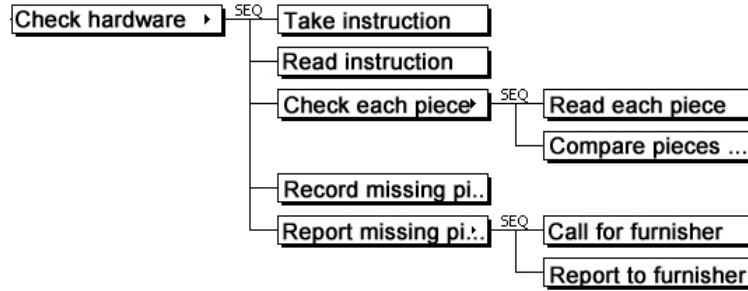 Check hardware
SEQ
Take instruction
Read instruction
Check each piece
SEQ
Read each piece
Compare pieces ...
Record missing pi...
Report missing pi...
SEQ
Call for furnisher
Report to furnisher